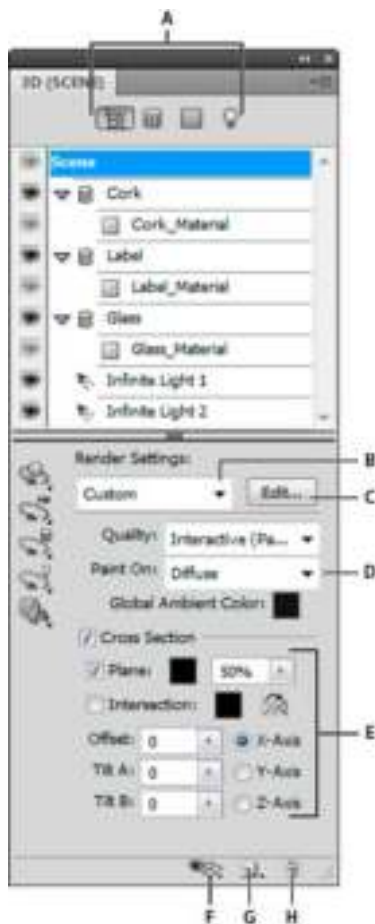 A
3D {SCENE}
Scene
Cork
Cork_Material
Label
Label_Material
Glass
Glass_Material
Infinite Light 1
Infinite Light 2
Render Settings:
B
Custom
Edit...
C
Quality: Interactive (Pa...
Paint On: Diffuse
D
Global Ambient Color:
Cross Section
Plane: 50%
Intersection:
E
Offset: 0 X-Axis
Tilt A: 0 Y-Axis
Tilt B: 0 Z-Axis
F G H